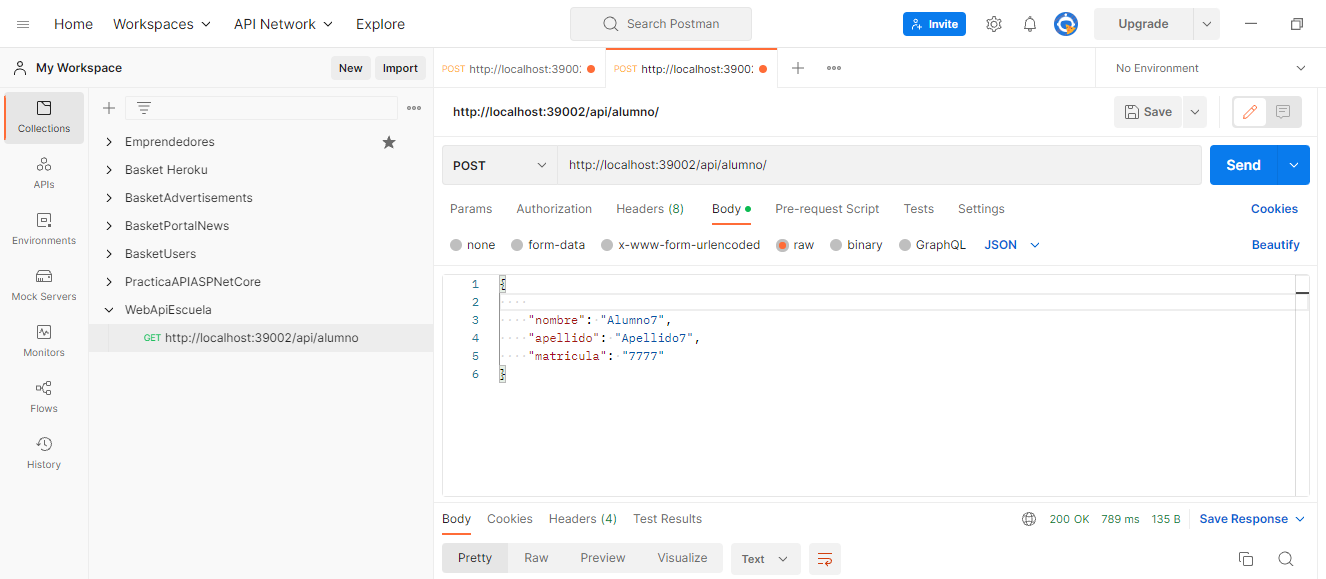 Home Workspaces API Network Explore Search Postman Invite Upgrade
My Workspace New Import
POST http://localhost:3900: POST http://localhost:3900: No Environment
Collections
APIs
Environments
Mock Servers
Monitors
Flows
History
Emprendedores
Basket Heroku
BasketAdvertisements
BasketPortalNews
BasketUsers
PracticaAPIASPNetCore
WebApiEscuela
GET http://localhost:39002/api/alumno
http://localhost:39002/api/alumno/ Save
POST http://localhost:39002/api/alumno/ Send
Params Authorization Headers (8) Body Pre-request Script Tests Settings Cookies
none form-data x-www-form-urlencoded raw binary GraphQL JSON Beautify
1 {
2
3 "nombre": "Alumno7",
4 "apellido": "Apellido7",
5 "matricula": "7777"
6 }
Body Cookies Headers (4) Test Results 200 OK 789 ms 135 B Save Response
Pretty Raw Preview Visualize Text